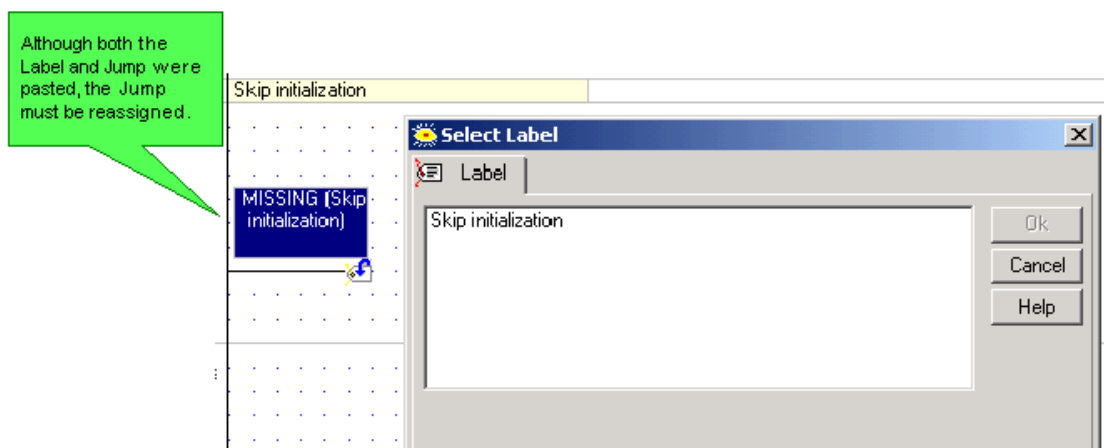 Although both the
Label and Jump were
pasted, the Jump
must be reassigned.
Skip initialization
MISSING (Skip
initialization)
Select Label
Label
Skip initialization
Ok
Cancel
Help